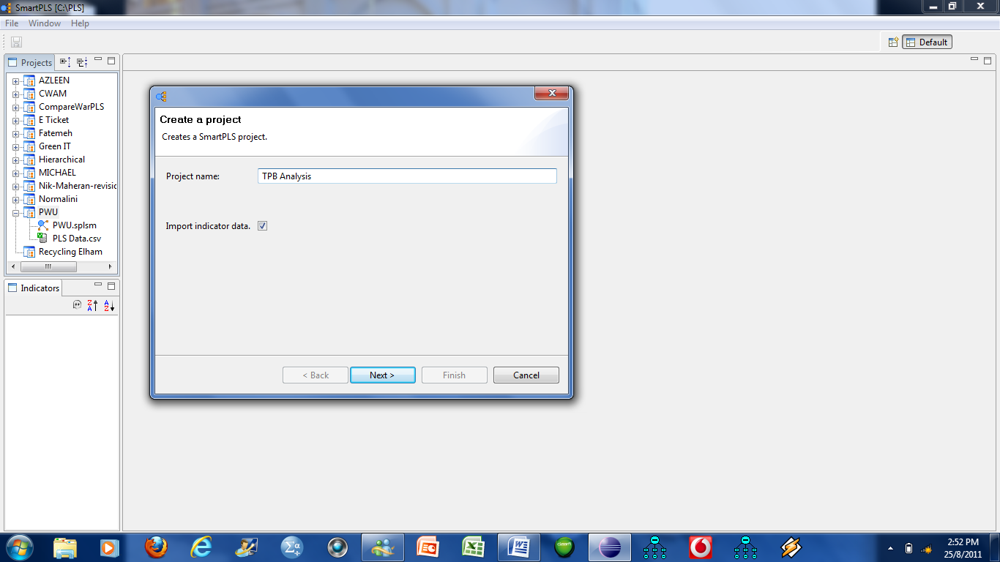 SmartPLS [C:\PLS]
File Window Help
Default
Projects
AZLEEN
CWAM
CompareWarPLS
E Ticket
Fatemeh
Green IT
Hierarchical
MICHAEL
Nik-Maheran-revisic
Normalini
PWU
PWU.splsm
PLS Data.csv
Recycling Elham
Indicators
Create a project
Creates a SmartPLS project.
Project name: TPB Analysis
Import indicator data.
< Back Next > Finish Cancel
2:52 PM
25/8/2011